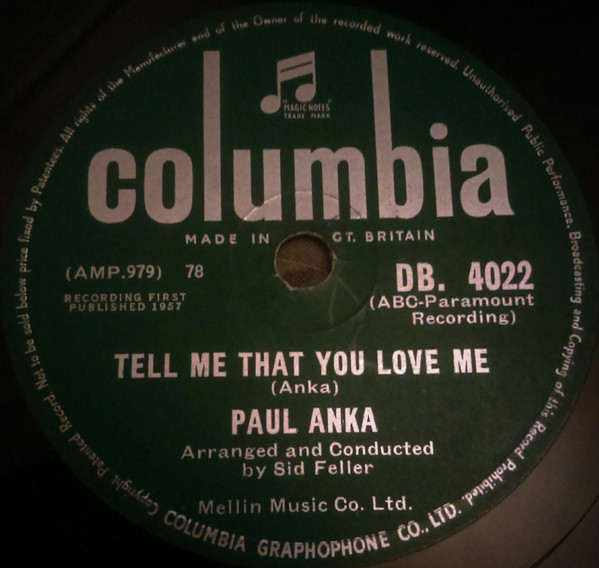 Copyright. Patented Record. Not to be sold below price fixed by Patentees. All rights of the Manufacturer and of the Owner of the recorded work reserved. Unauthorised Public Performance, Broadcasting and Copying of this Record Prohibited.
"MAGIC NOTES"
TRADE MARK
columbia
MADE IN GT. BRITAIN
(AMP.979) 78
DB. 4022
RECORDING FIRST
PUBLISHED 1957
(ABC-Paramount
Recording)
TELL ME THAT YOU LOVE ME
(Anka)
PAUL ANKA
Arranged and Conducted
by Sid Feller
Mellin Music Co. Ltd.
COLUMBIA GRAPHOPHONE CO., LTD.